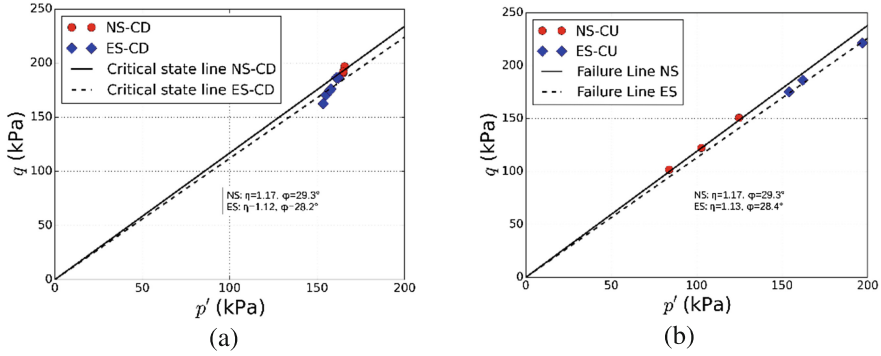 250
200
150
100
50
0
0
50
100
150
200
q (kPa)
p′ (kPa)
NS-CD
ES-CD
Critical state line NS-CD
Critical state line ES-CD
NS: η=1.17, φ=29.3°
ES: η=1.12, φ=28.2°
(a)
250
200
150
100
50
0
0
50
100
150
200
q (kPa)
p′ (kPa)
NS-CU
ES-CU
Failure Line NS
Failure Line ES
NS: η=1.17, φ=29.3°
ES: η=1.13, φ=28.4°
(b)